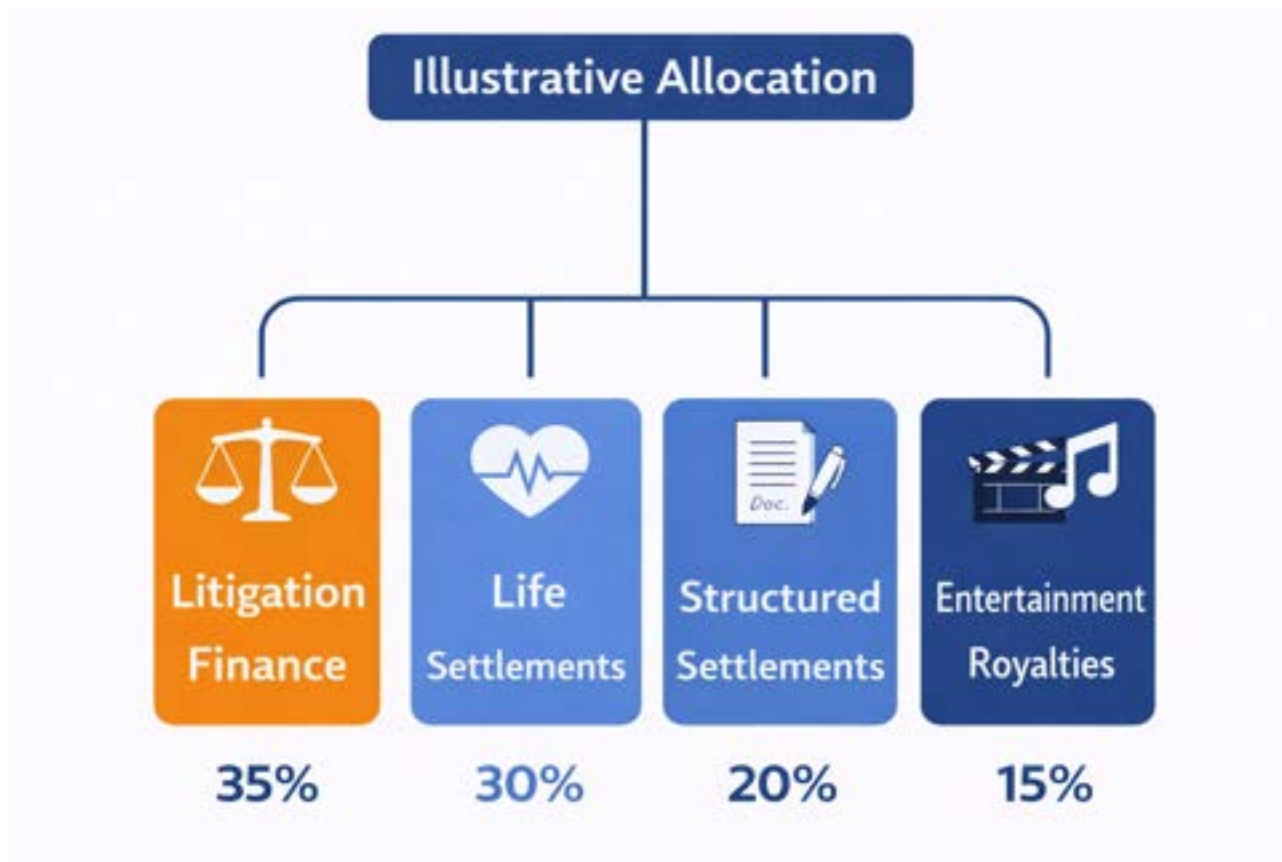 Illustrative Allocation
Litigation
Finance
Life
Settlements
Doc.
Structured
Settlements
Entertainment
Royalties
35%
30%
20%
15%